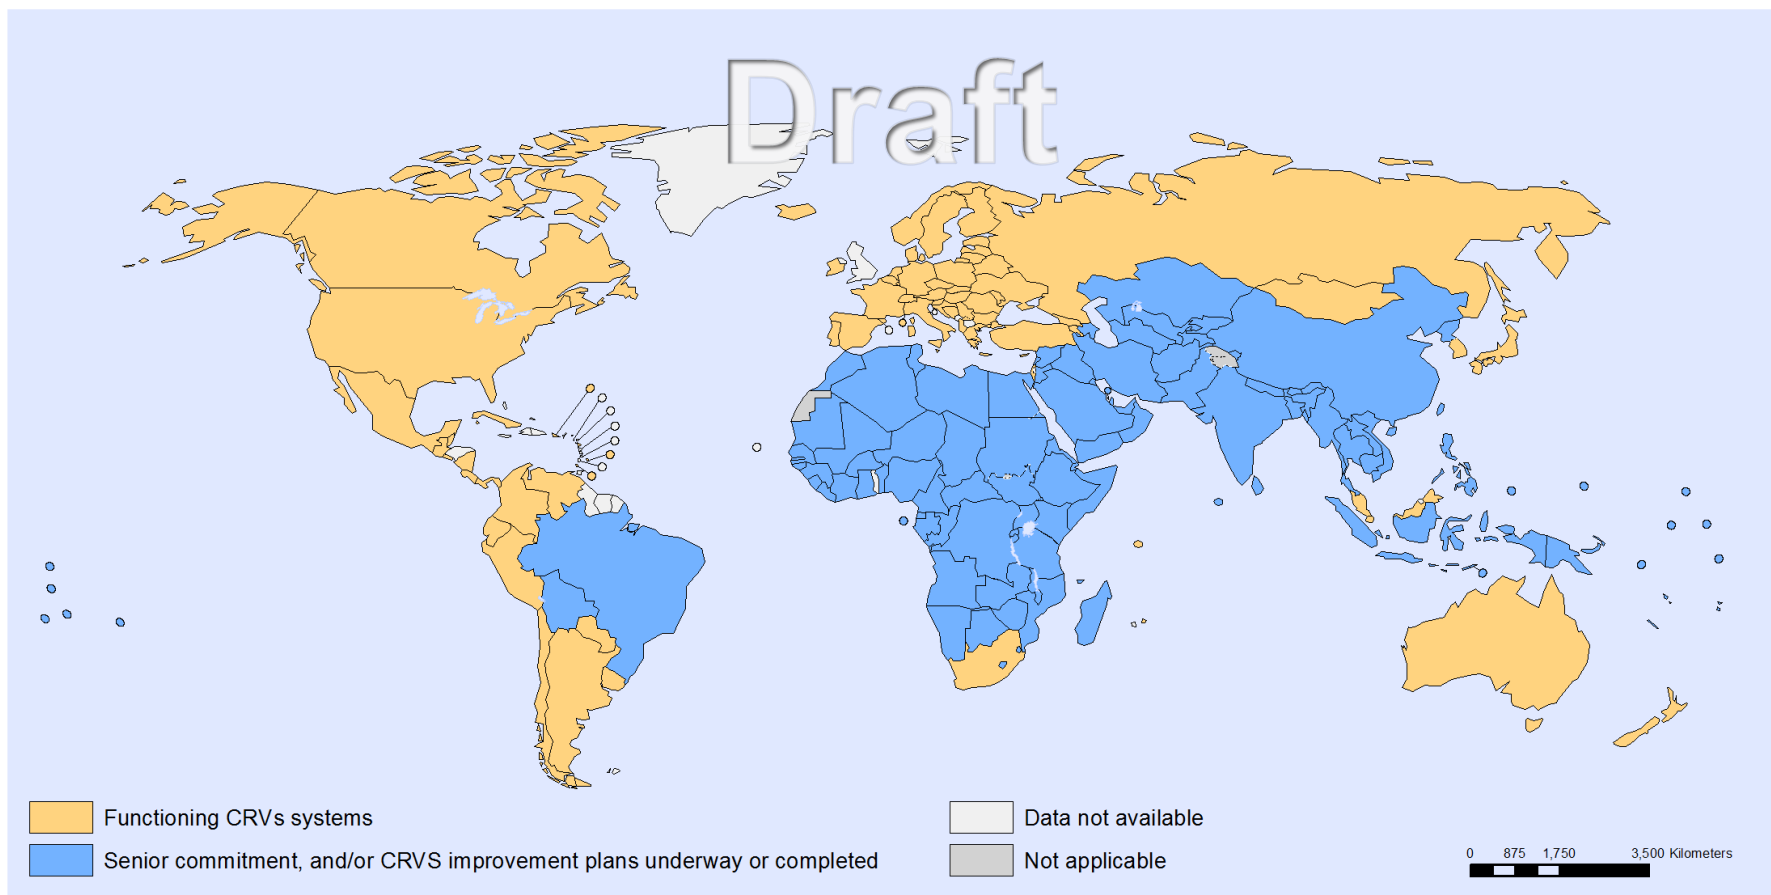 Draft
Functioning CRVs systems
Senior commitment, and/or CRVS improvement plans underway or completed
Data not available
Not applicable
0 875 1,750 3,500 Kilometers